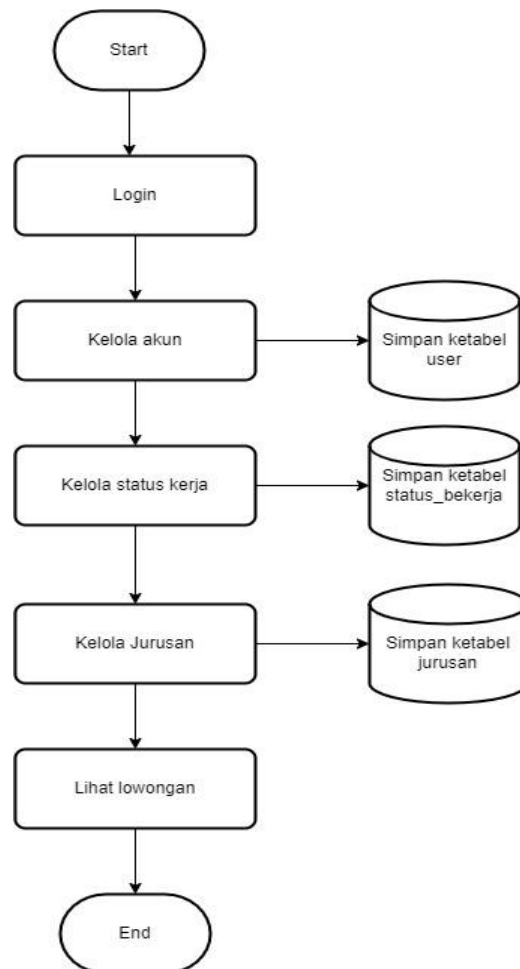 Start
Login
Kelola akun
Simpan ketabel
user
Kelola status kerja
Simpan ketabel
status_bekerja
Kelola Jurusan
Simpan ketabel
jurusan
Lihat lowongan
End